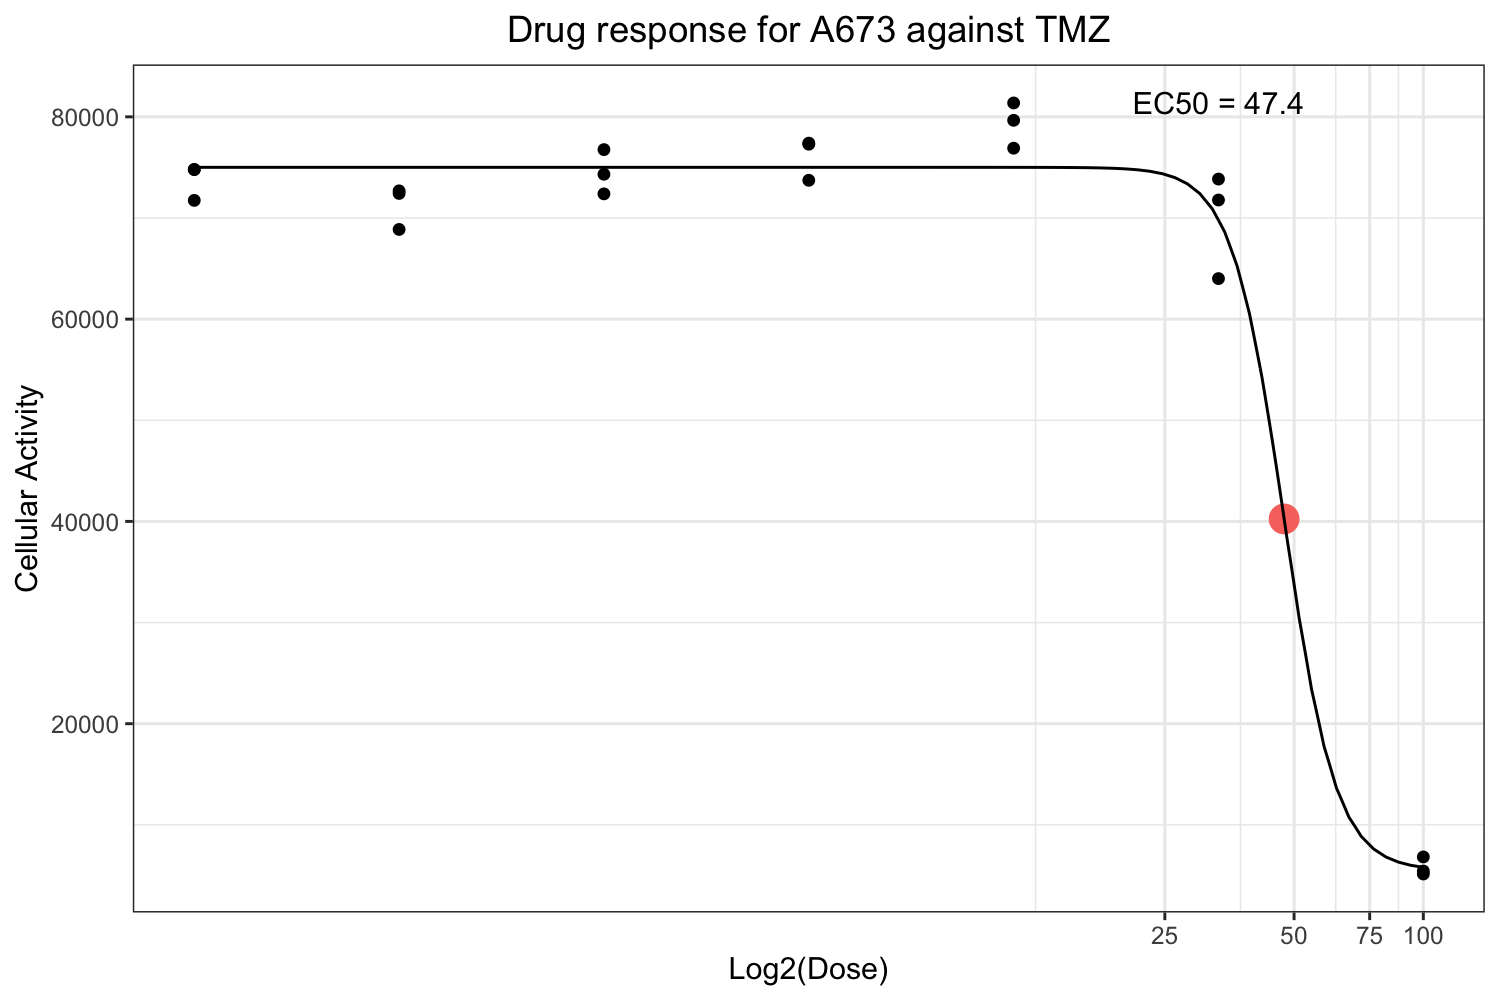 Drug response for A673 against TMZ
EC50 = 47.4
80000
60000
40000
20000
Cellular Activity
25 50 75 100
Log2(Dose)